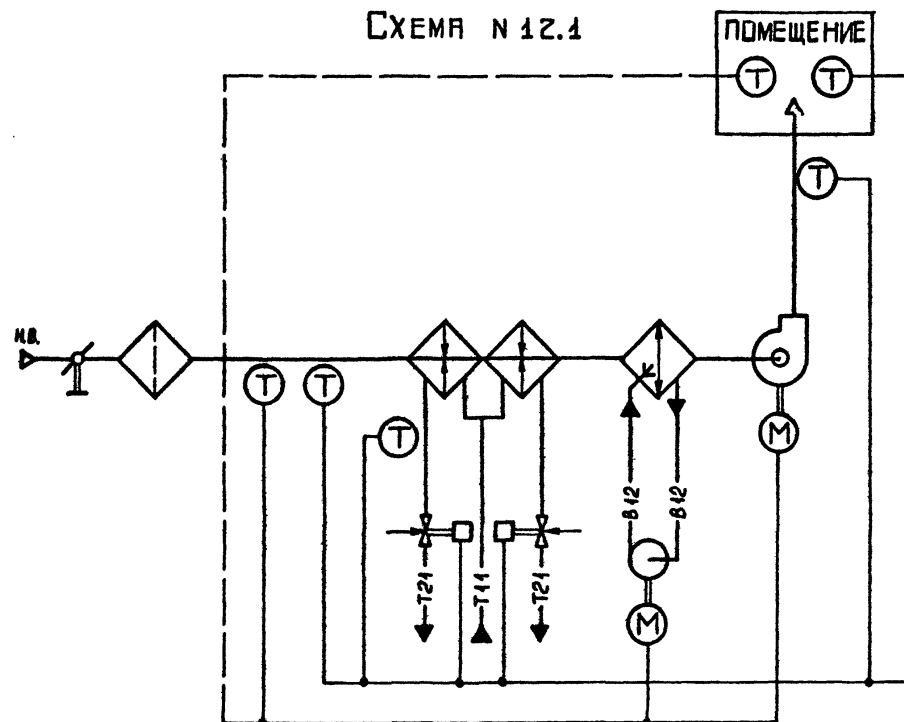 СХЕМА N 12.1
ПОМЕЩЕНИЕ
Т Т
Т
Н.В.
Т Т
Т
М
В12 В12
Т21 Т11 Т21
М